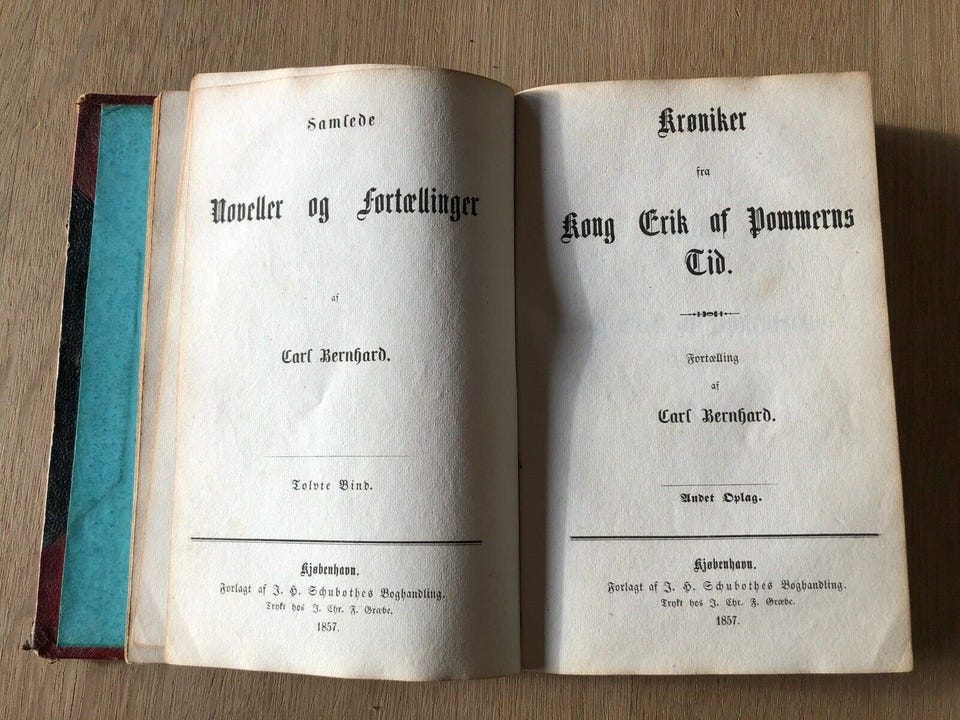 Samlede
Noveller og Fortællinger
af
Carl Bernhard.
Tolvte Bind.
Kjøbenhavn.
Forlagt af J. H. Schubothes Boghandling.
Trykt hos J. Chr. F. Græbe.
1857.
Krøniker
fra
Kong Erik af Pommerns
Tid.
Fortælling
af
Carl Bernhard.
Andet Oplag.
Kjøbenhavn.
Forlagt af J. H. Schubothes Boghandling.
Trykt hos J. Chr. F. Græbe.
1857.